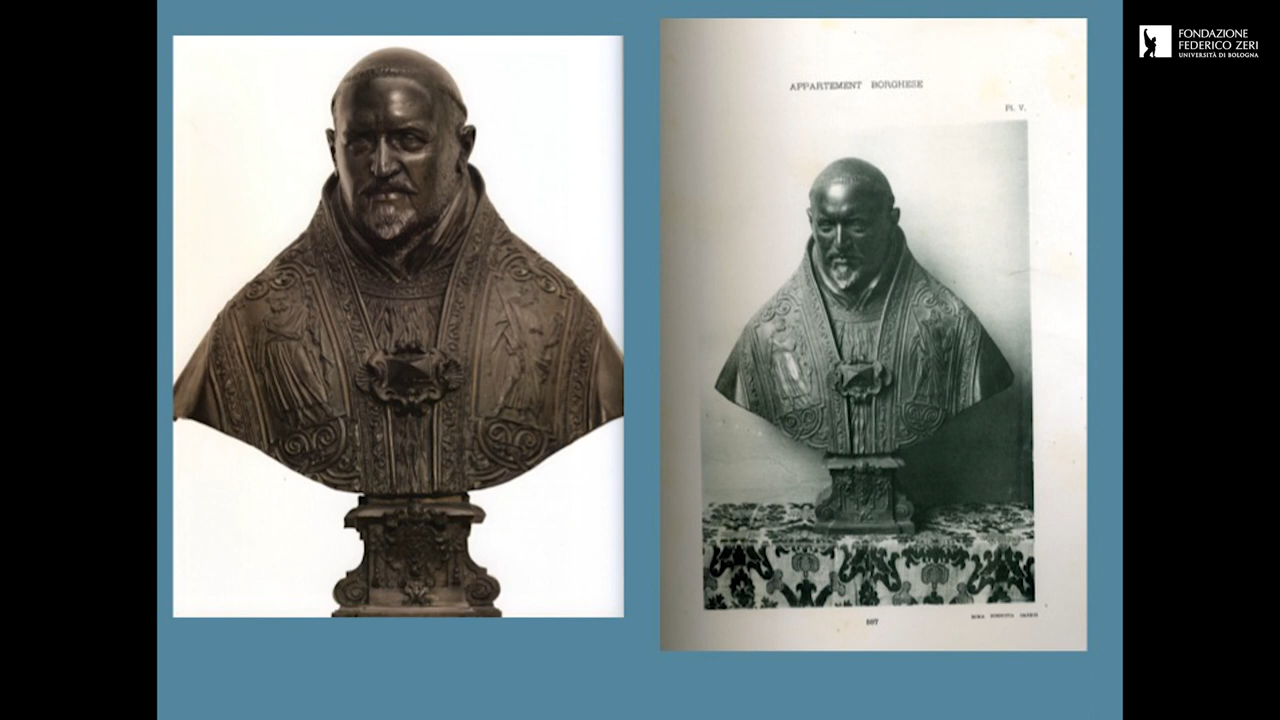 APPARTEMENT BORGHESE
Pl. V.
FONDAZIONE
FEDERICO ZERI
UNIVERSITÀ DI BOLOGNA